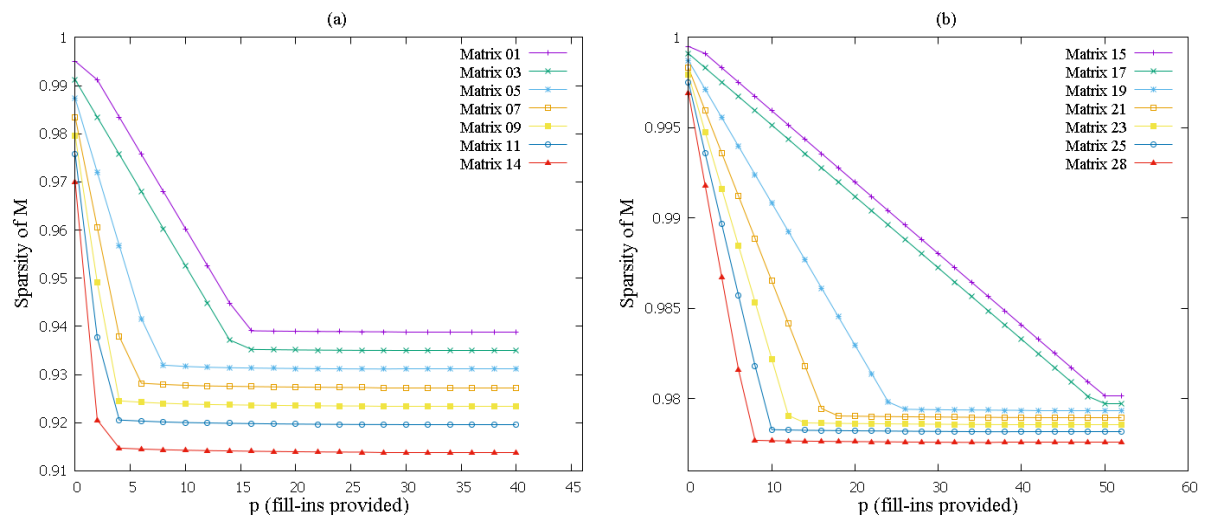 (a)
1
0.99
0.98
0.97
0.96
0.95
0.94
0.93
0.92
0.91
Sparsity of M
Matrix 01
Matrix 03
Matrix 05
Matrix 07
Matrix 09
Matrix 11
Matrix 14
0 5 10 15 20 25 30 35 40 45
p (fill-ins provided)
(b)
1
0.995
0.99
0.985
0.98
Sparsity of M
Matrix 15
Matrix 17
Matrix 19
Matrix 21
Matrix 23
Matrix 25
Matrix 28
0 10 20 30 40 50 60
p (fill-ins provided)